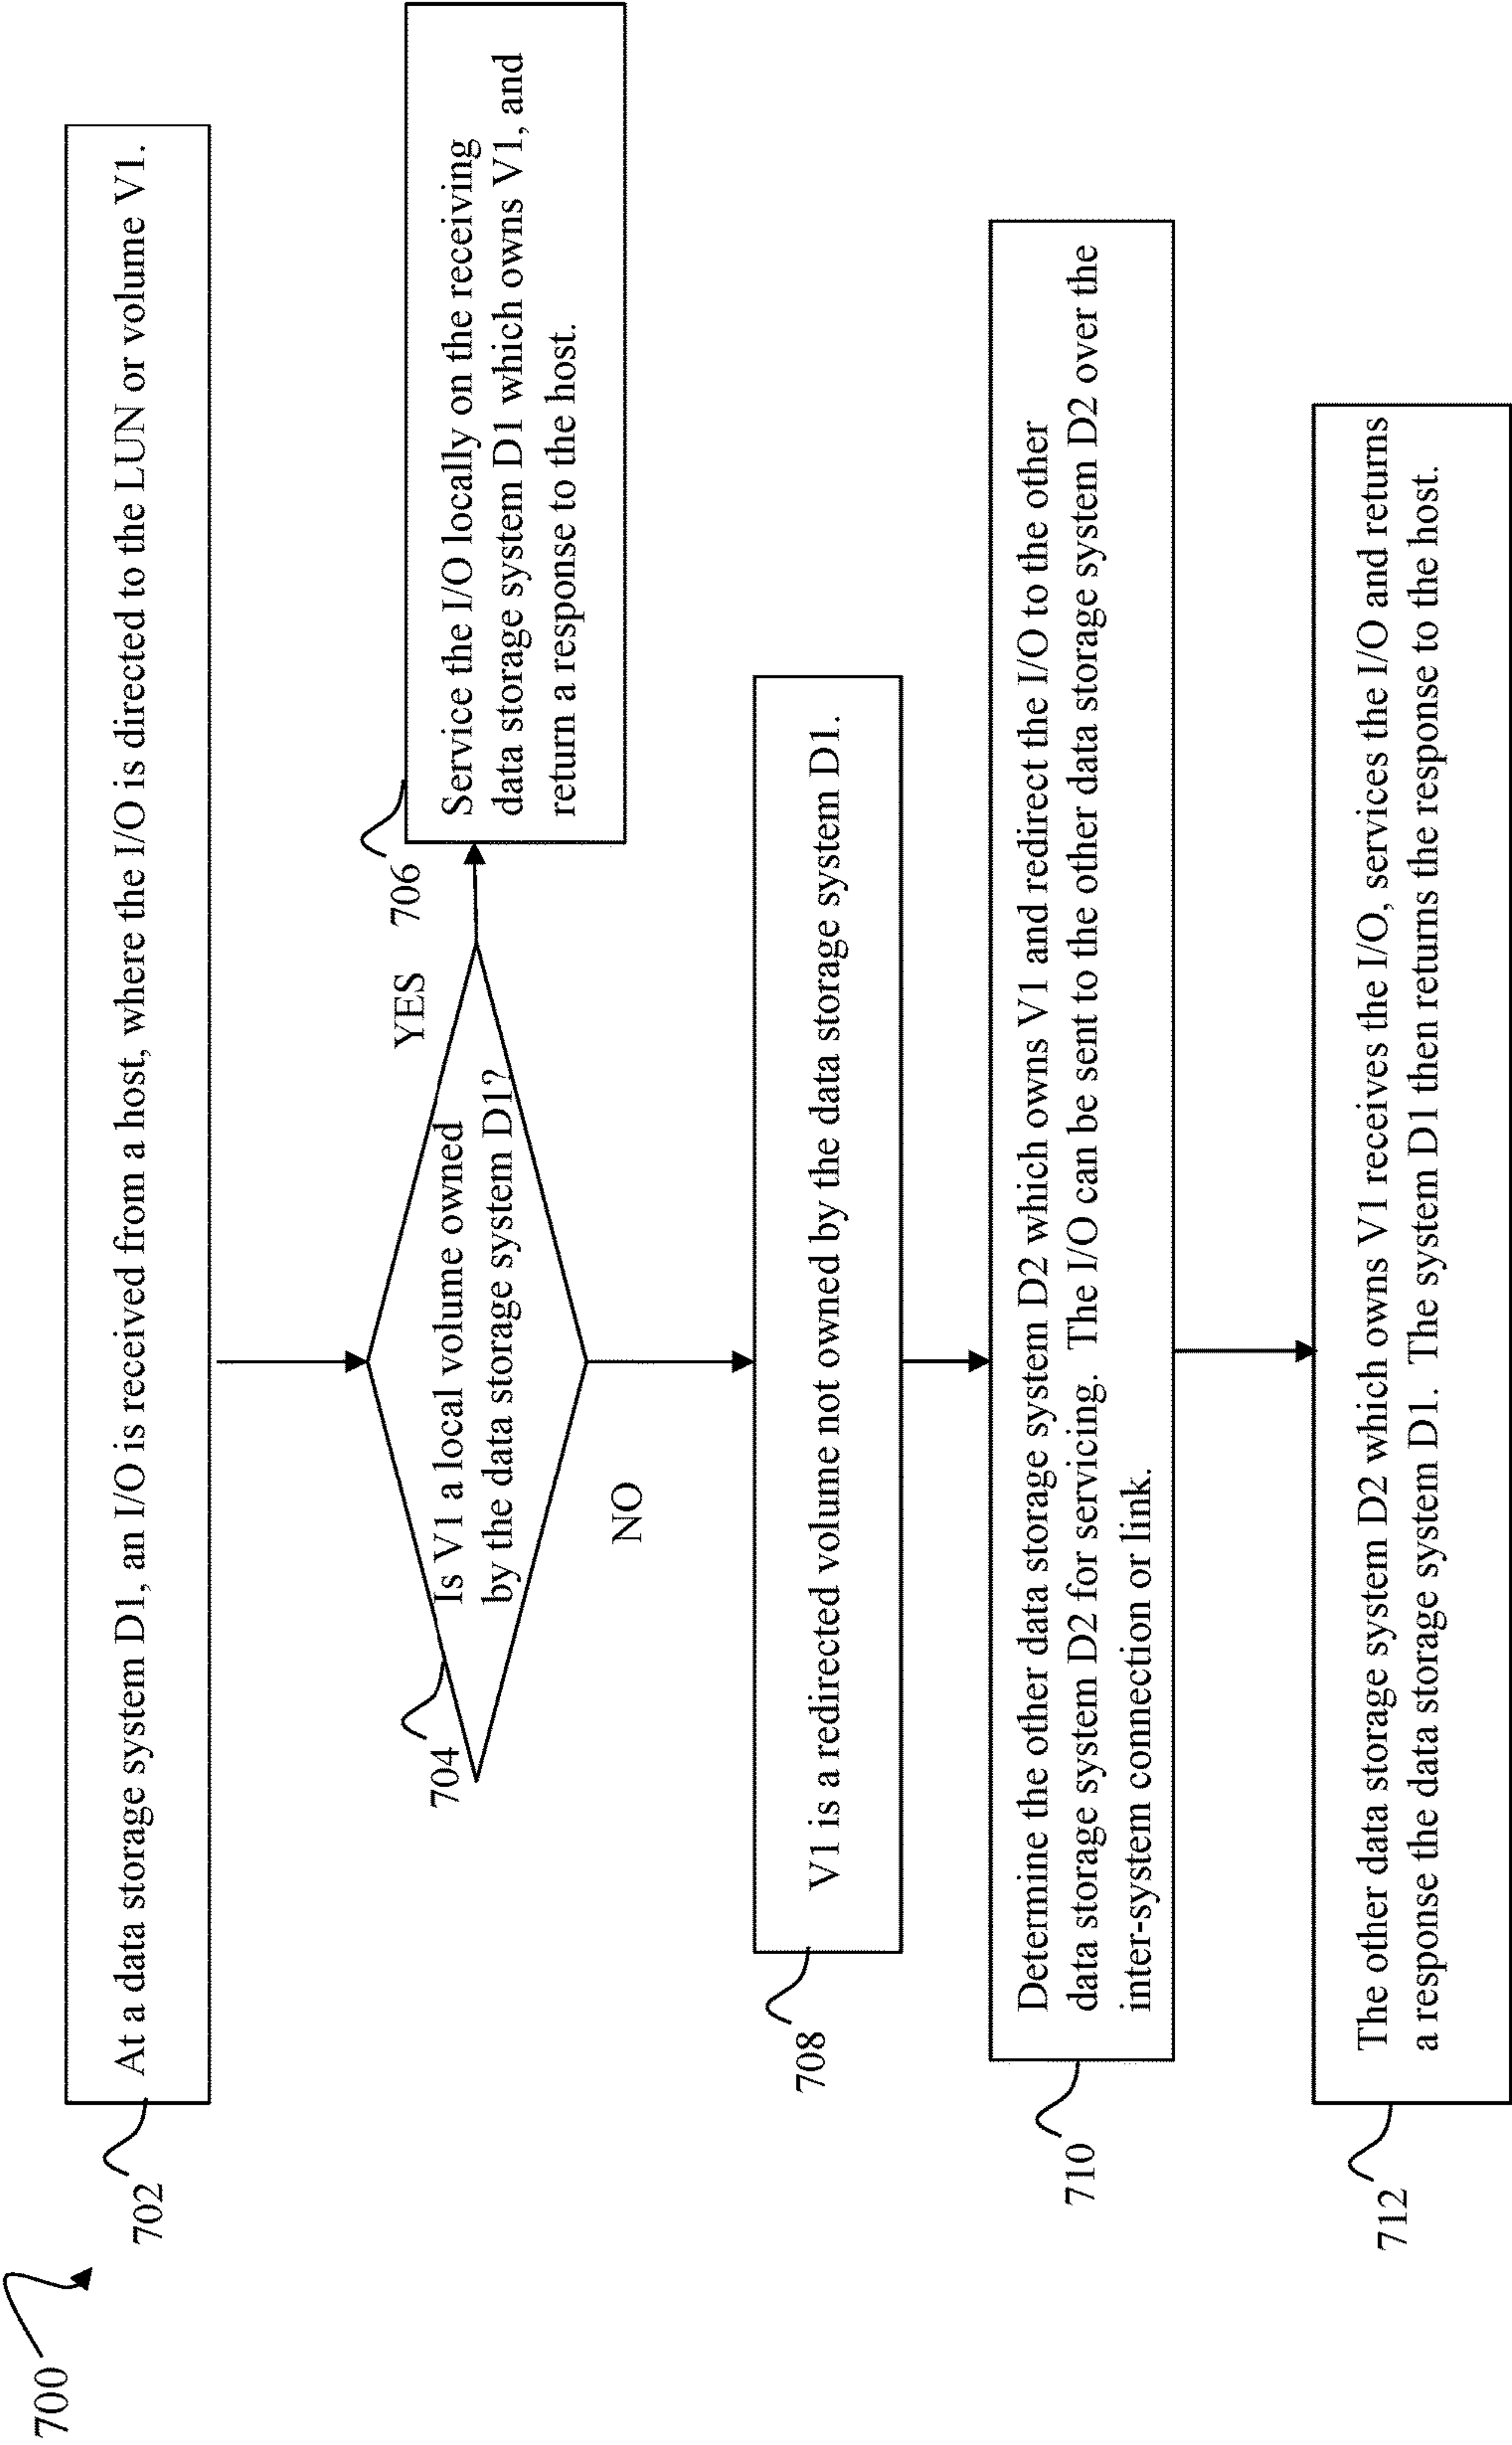 700
702
At a data storage system D1, an I/O is received from a host, where the I/O is directed to the LUN or volume V1.
704
Is V1 a local volume owned
by the data storage system D1?
YES
706
Service the I/O locally on the receiving
data storage system D1 which owns V1, and
return a response to the host.
NO
708
V1 is a redirected volume not owned by the data storage system D1.
710
Determine the other data storage system D2 which owns V1 and redirect the I/O to the other
data storage system D2 for servicing. The I/O can be sent to the other data storage system D2 over the
inter-system connection or link.
712
The other data storage system D2 which owns V1 receives the I/O, services the I/O and returns
a response the data storage system D1. The system D1 then returns the response to the host.